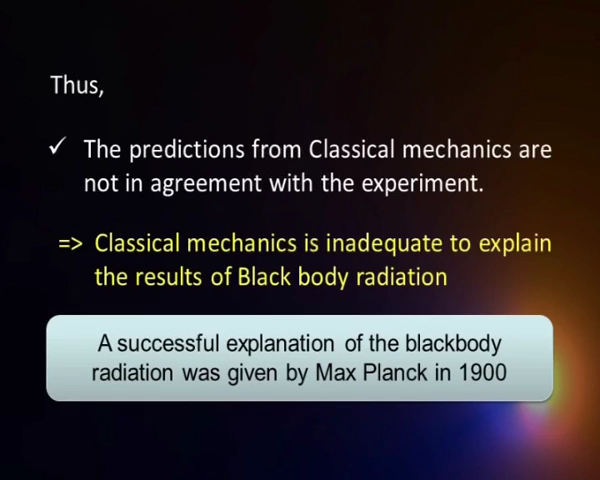 Thus,
✓ The predictions from Classical mechanics are
not in agreement with the experiment.
=> Classical mechanics is inadequate to explain
the results of Black body radiation
A successful explanation of the blackbody
radiation was given by Max Planck in 1900